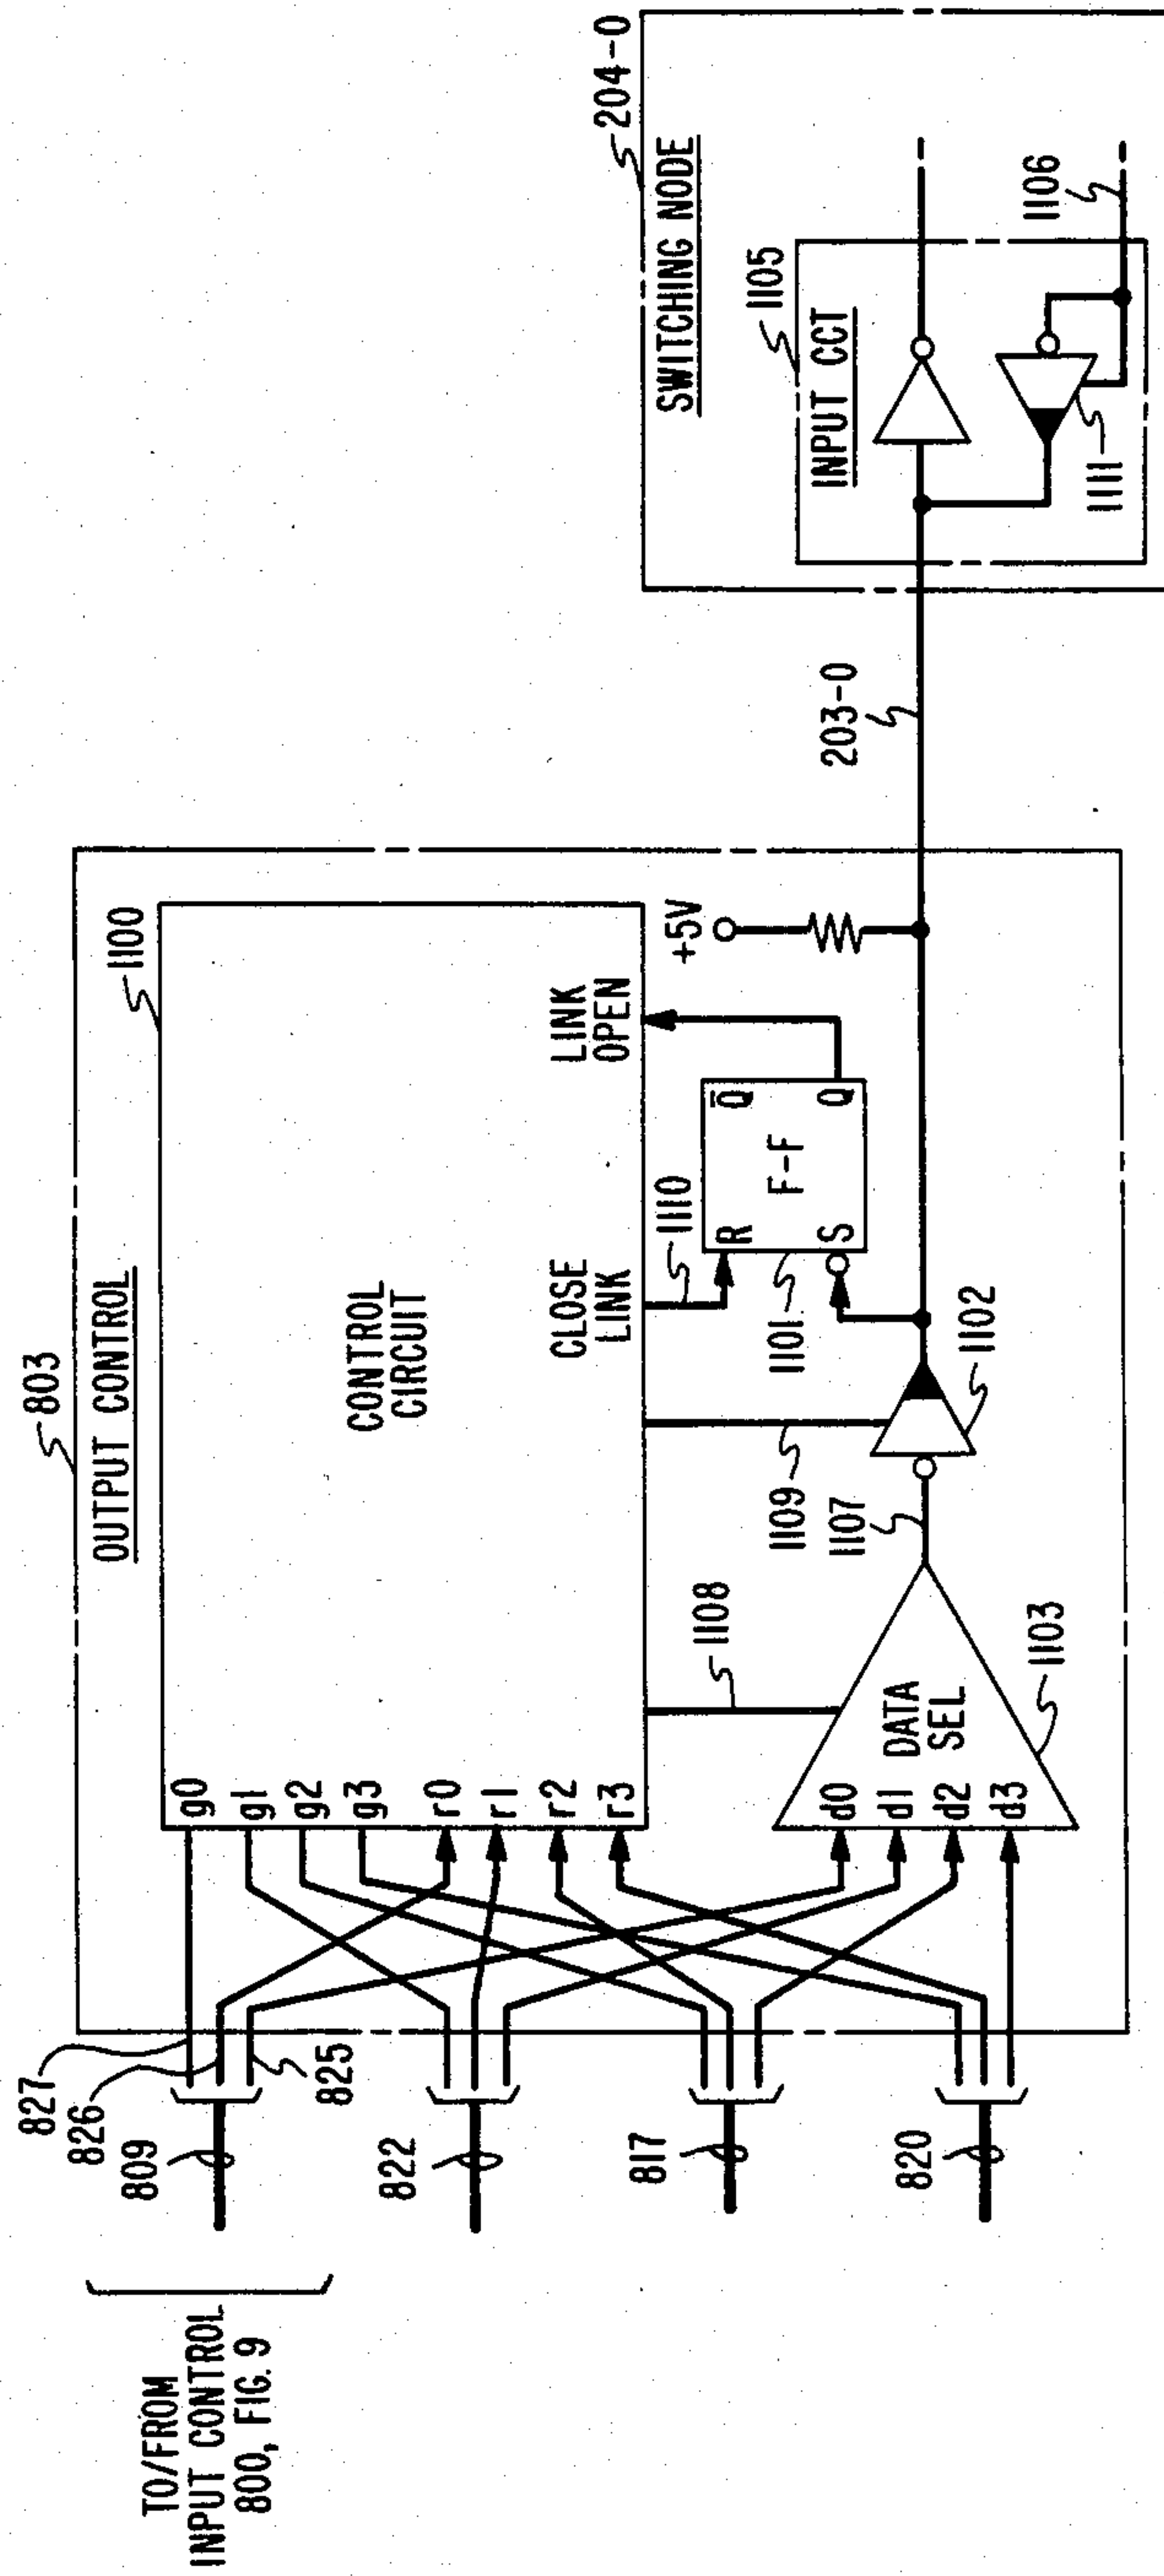 803
OUTPUT CONTROL
1100
CONTROL
CIRCUIT
g0
g1
g2
g3
r0
r1
r2
r3
CLOSE
LINK
LINK
OPEN
827
826
825
809
822
817
820
TO/FROM
INPUT CONTROL
800, FIG. 9
1108
1109
1107
1110
R
S
F-F
Q̅
Q
1101
1102
+5V
DATA
SEL
d0
d1
d2
d3
1103
203-0
204-0
SWITCHING NODE
1105
INPUT CCT
1111
1106